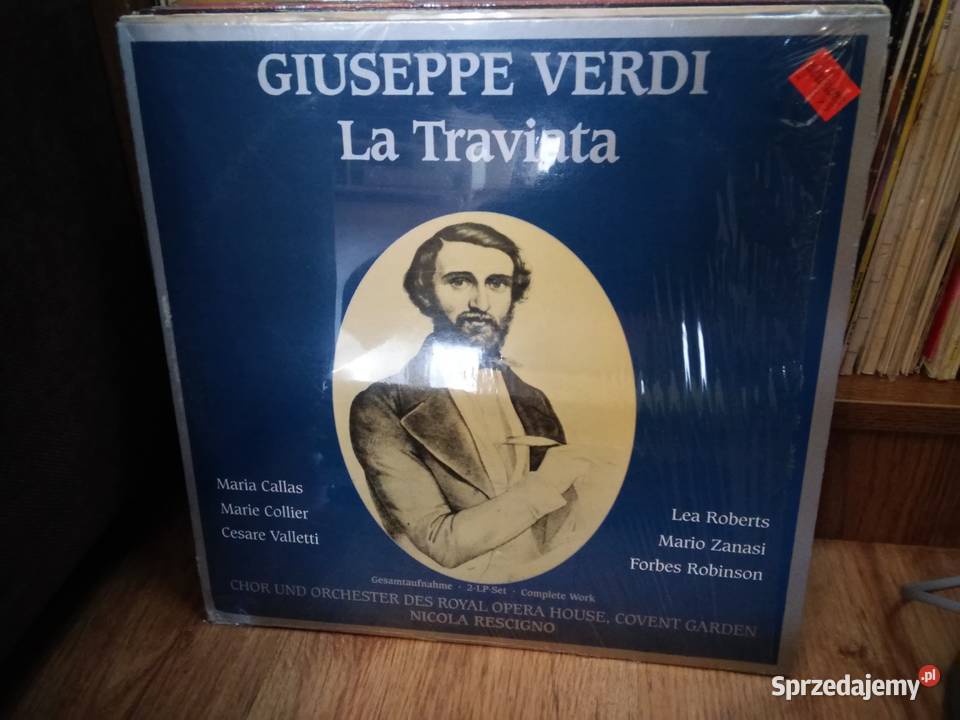 GIUSEPPE VERDI
La Traviata
Maria Callas
Marie Collier
Cesare Valletti
Lea Roberts
Mario Zanasi
Forbes Robinson
Gesamtaufnahme · 2-LP-Set · Complete Work
CHOR UND ORCHESTER DES ROYAL OPERA HOUSE, COVENT GARDEN
NICOLA RESCIGNO
Sprzedajemy.pl